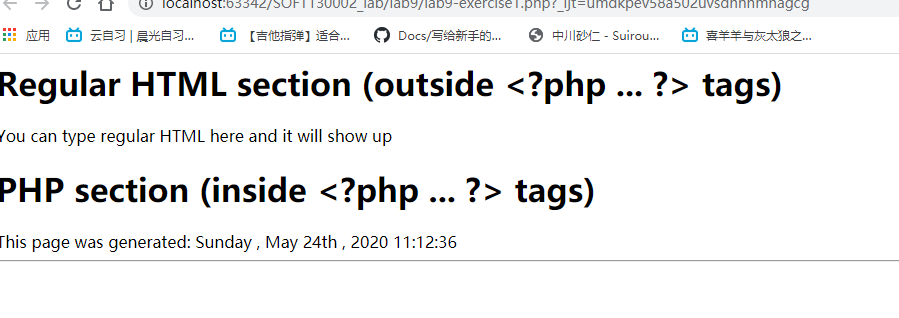 localhost:63342/SOFT130002_lab/lab9/lab9-exercise1.php?_ijt=umdkpev58a502uvsdnhnmhagcg
应用 云自习 | 晨光自习... 【吉他指弹】适合... Docs/写给新手的... 中川砂仁 - Suirou... 喜羊羊与灰太狼之...
Regular HTML section (outside <?php ... ?> tags)
You can type regular HTML here and it will show up
PHP section (inside <?php ... ?> tags)
This page was generated: Sunday , May 24th , 2020 11:12:36